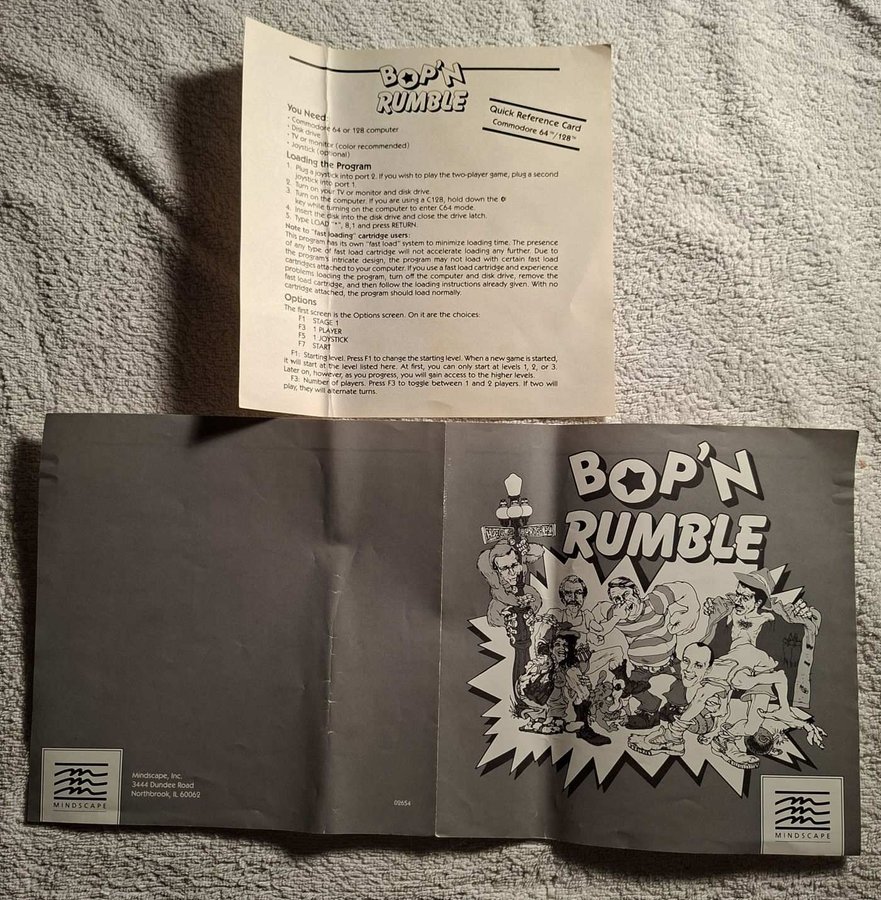 BOP'N
RUMBLE
Quick Reference Card
Commodore 64™/128™
You Need:
· Commodore 64 or 128 computer
· Disk drive
· TV or monitor (color recommended)
· Joystick (optional)
Loading the Program
1. Plug a joystick into port 2. If you wish to play the two-player game, plug a second
joystick into port 1.
2. Turn on your TV or monitor and disk drive.
3. Turn on the computer. If you are using a C128, hold down the
key while turning on the computer to enter C64 mode.
4. Insert the disk into the disk drive and close the drive latch.
5. Type LOAD "*", 8,1 and press RETURN.
Note to "fast loading" cartridge users:
This program has its own "fast load" system to minimize loading time. The presence
of any type of fast load cartridge will not accelerate loading any further. Due to
the program's intricate design, the program may not load with certain fast load
cartridges attached to your computer. If you use a fast load cartridge and experience
problems loading the program, turn off the computer and disk drive, remove the
fast load cartridge, and then follow the loading instructions already given. With no
cartridge attached, the program should load normally.
Options
The first screen is the Options screen. On it are the choices:
F1 STAGE 1
F3 1 PLAYER
F5 1 JOYSTICK
F7 START
F1: Starting level. Press F1 to change the starting level. When a new game is started,
it will start at the level listed here. At first, you can only start at levels 1, 2, or 3.
Later on, however, as you progress, you will gain access to the higher levels.
F3: Number of players. Press F3 to toggle between 1 and 2 players. If two will
play, they will alternate turns.
BOP'N
RUMBLE
MINDSCAPE
Mindscape, Inc.
3444 Dundee Road
Northbrook, IL 60062
02654
MINDSCAPE